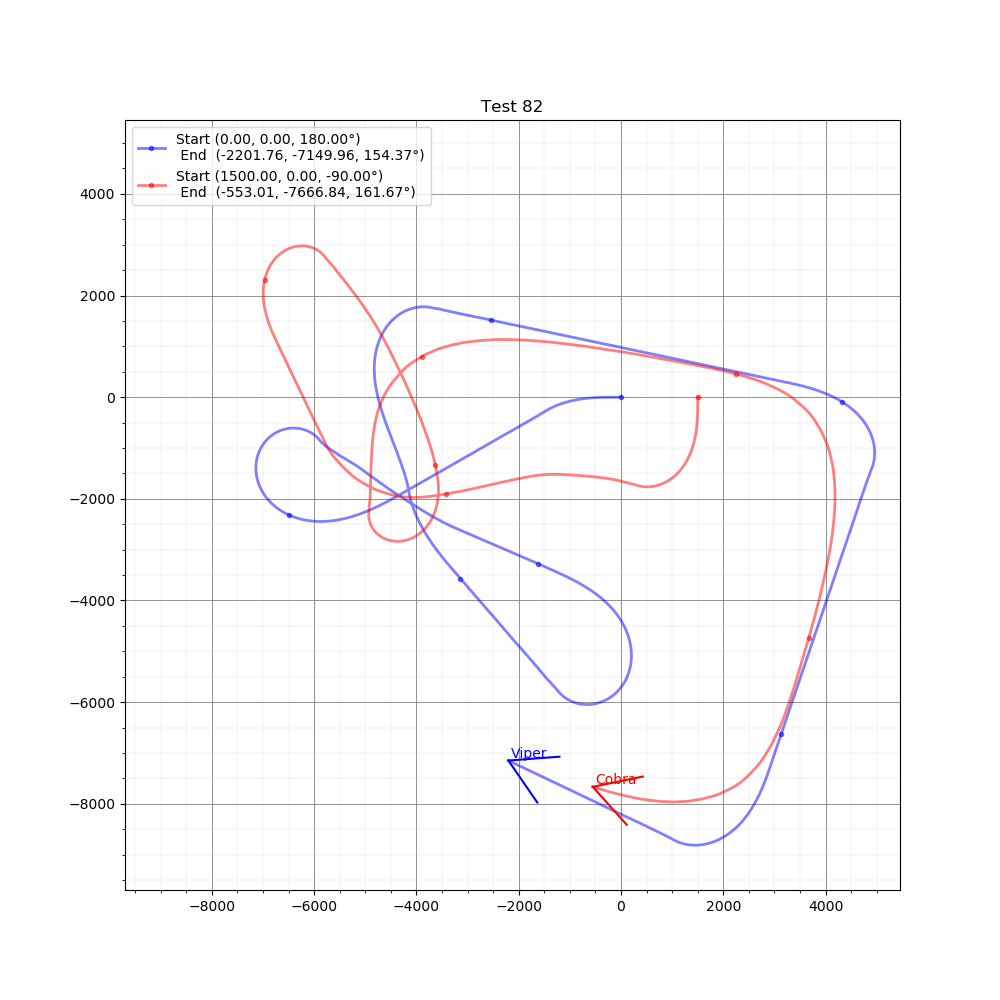 Test 82
Start (0.00, 0.00, 180.00°)
End (-2201.76, -7149.96, 154.37°)
Start (1500.00, 0.00, -90.00°)
End (-553.01, -7666.84, 161.67°)
4000
2000
0
−2000
−4000
−6000
−8000
Viper
Cobra
−8000 −6000 −4000 −2000 0 2000 4000